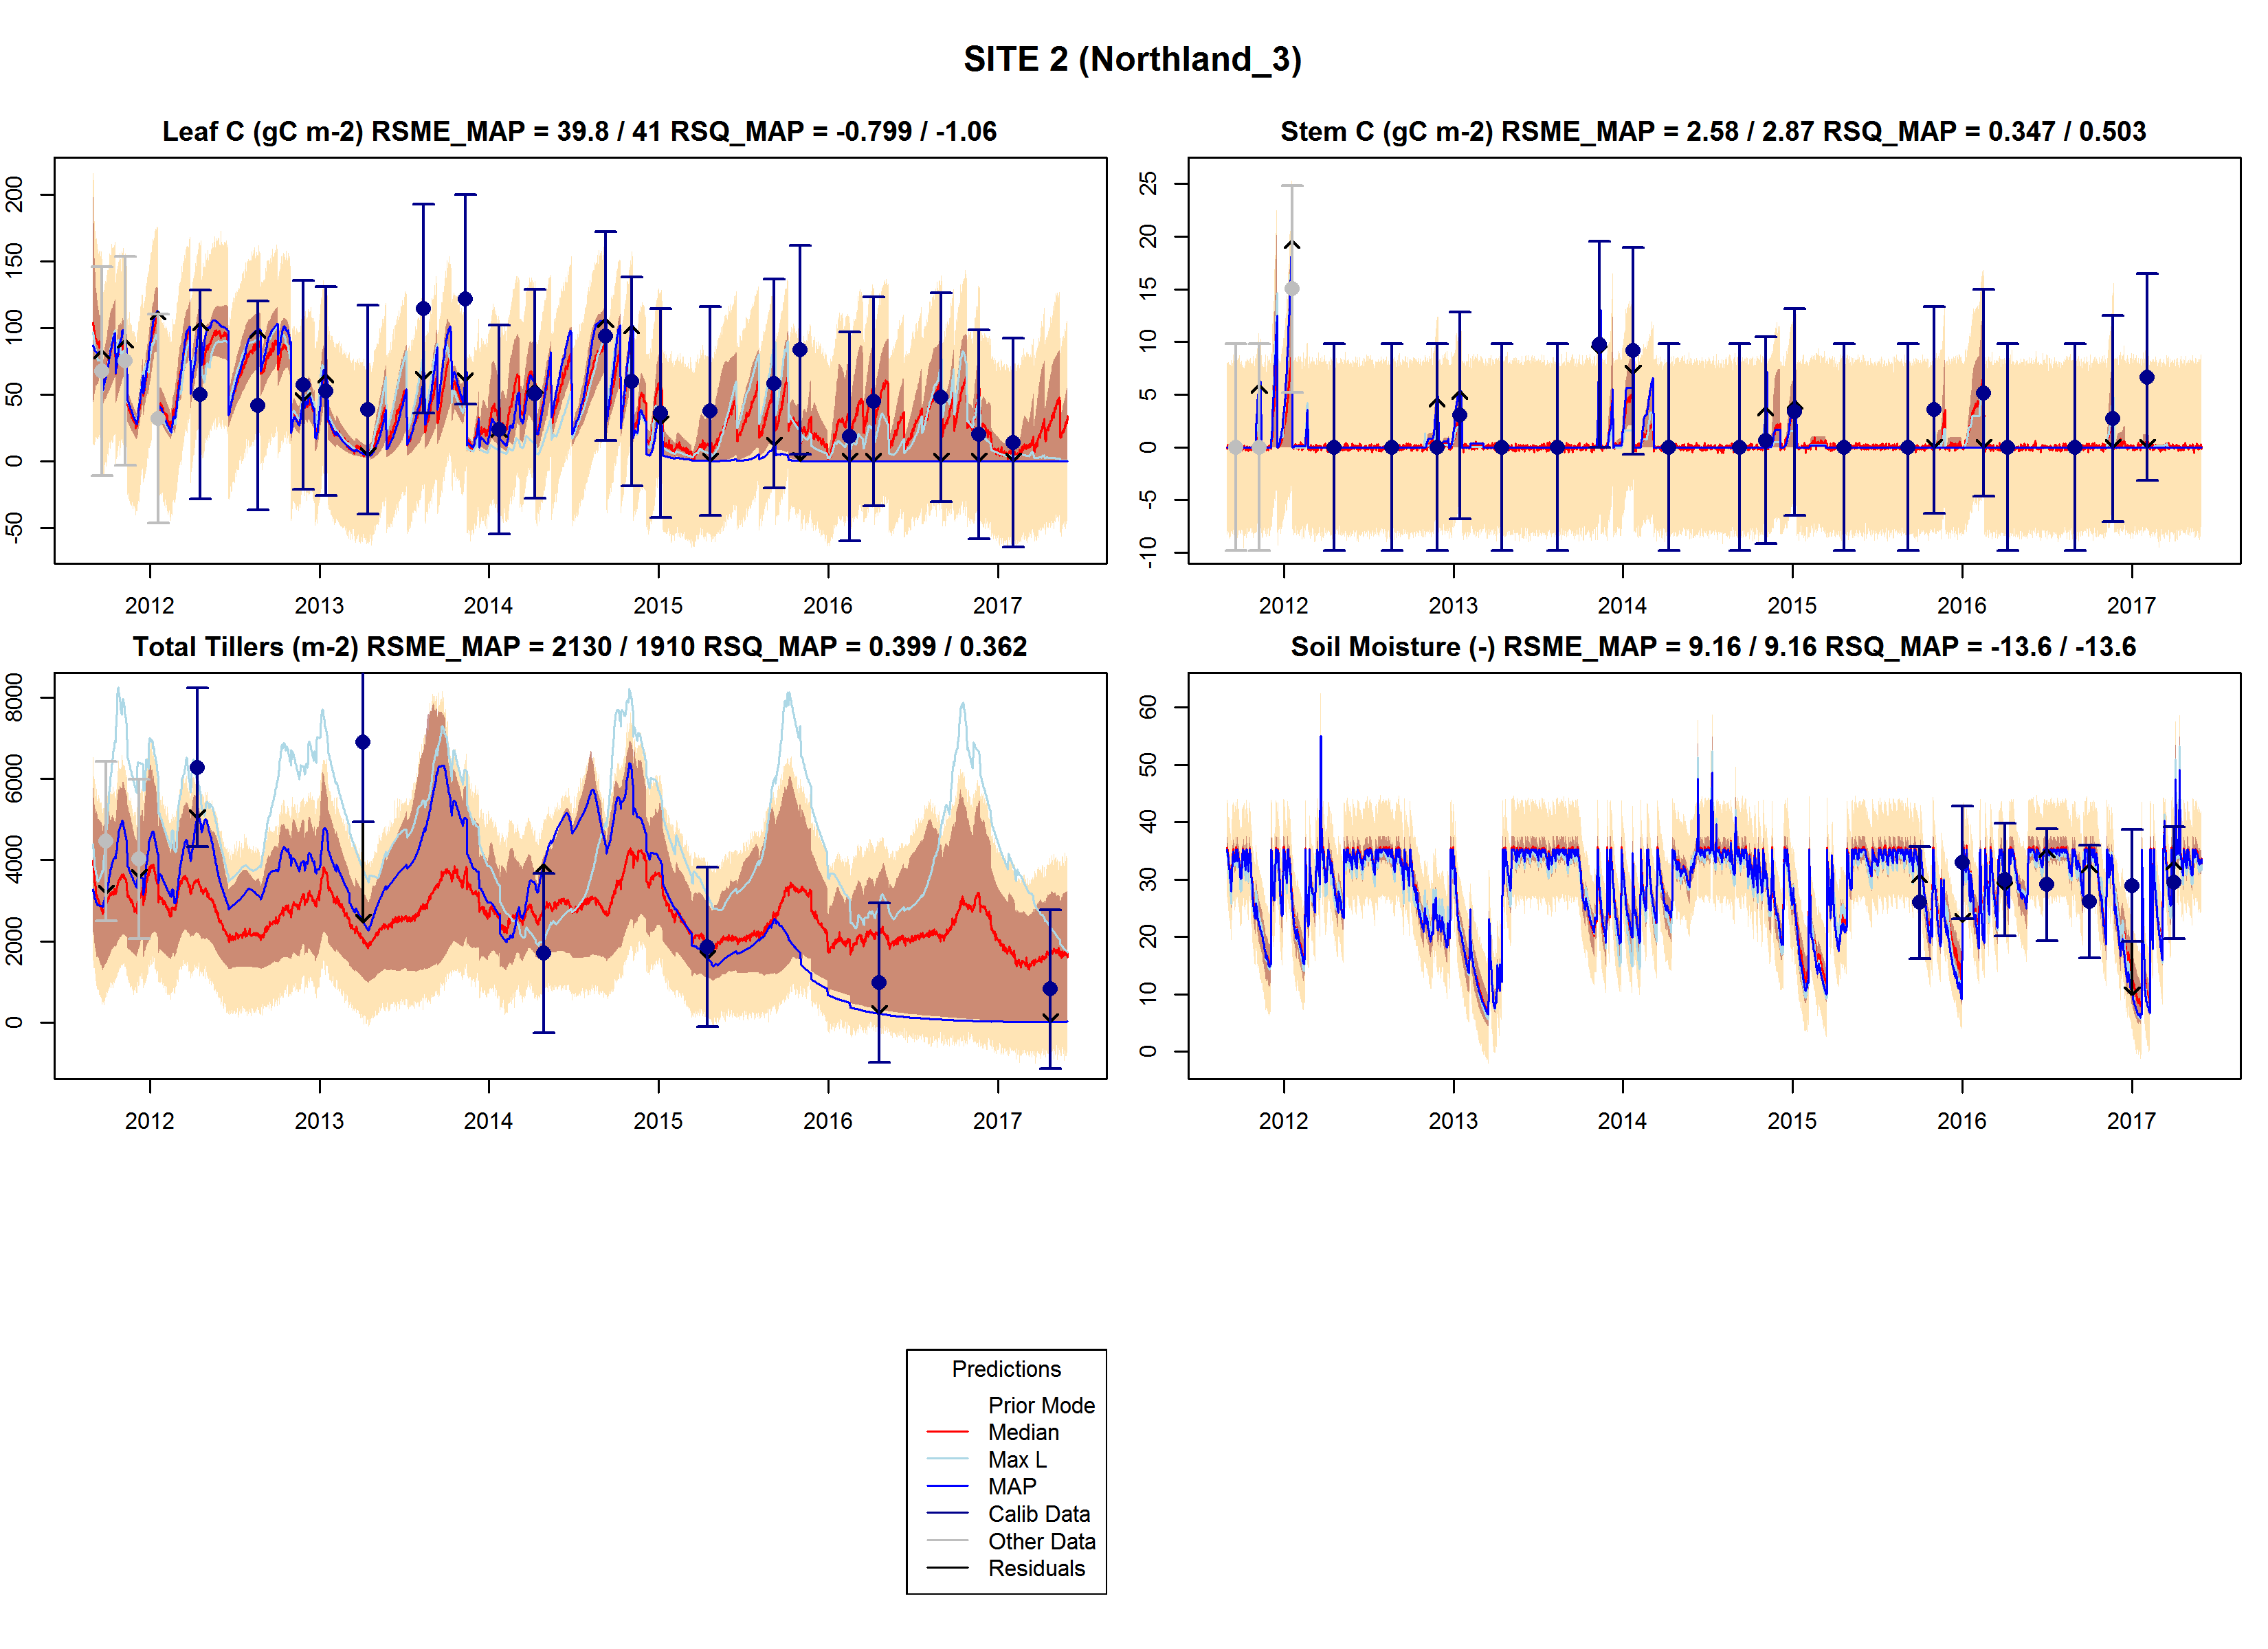 SITE 2 (Northland_3)
Leaf C (gC m-2) RSME_MAP = 39.8 / 41 RSQ_MAP = -0.799 / -1.06
200
150
100
50
0
-50
2012 2013 2014 2015 2016 2017
Stem C (gC m-2) RSME_MAP = 2.58 / 2.87 RSQ_MAP = 0.347 / 0.503
25
20
15
10
5
0
-5
-10
2012 2013 2014 2015 2016 2017
Total Tillers (m-2) RSME_MAP = 2130 / 1910 RSQ_MAP = 0.399 / 0.362
8000
6000
4000
2000
0
2012 2013 2014 2015 2016 2017
Soil Moisture (-) RSME_MAP = 9.16 / 9.16 RSQ_MAP = -13.6 / -13.6
60
50
40
30
20
10
0
2012 2013 2014 2015 2016 2017
Predictions
Prior Mode
Median
Max L
MAP
Calib Data
Other Data
Residuals